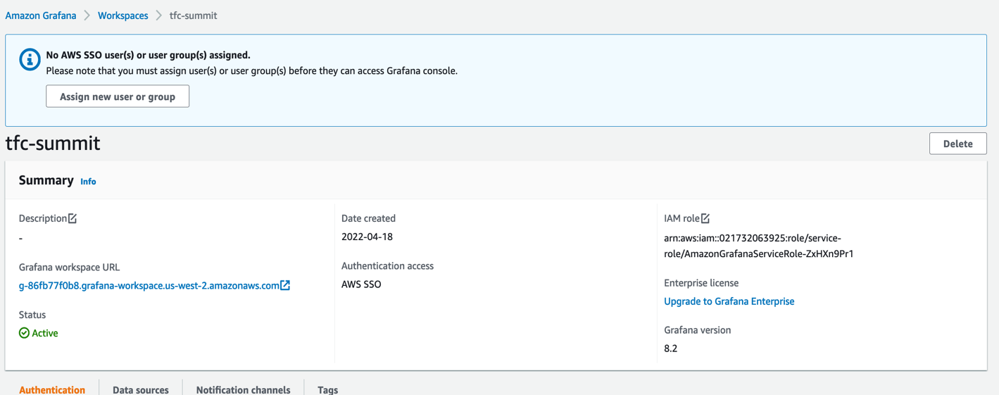 Amazon Grafana > Workspaces > tfc-summit
No AWS SSO user(s) or user group(s) assigned.
Please note that you must assign user(s) or user group(s) before they can access Grafana console.
Assign new user or group
tfc-summit
Delete
Summary Info
Description
-
Grafana workspace URL
g-86fb77f0b8.grafana-workspace.us-west-2.amazonaws.com
Status
Active
Date created
2022-04-18
Authentication access
AWS SSO
IAM role
arn:aws:iam::021732063925:role/service-
role/AmazonGrafanaServiceRole-ZxHXn9Pr1
Enterprise license
Upgrade to Grafana Enterprise
Grafana version
8.2
Authentication
Data sources
Notification channels
Tags